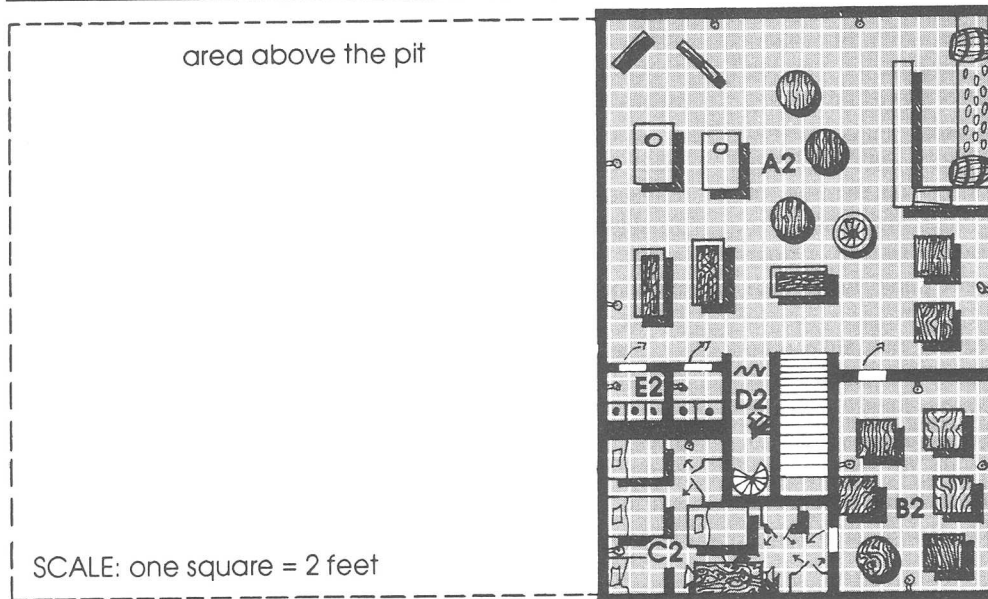 area above the pit
A2
E2
D2
B2
C2
SCALE: one square = 2 feet